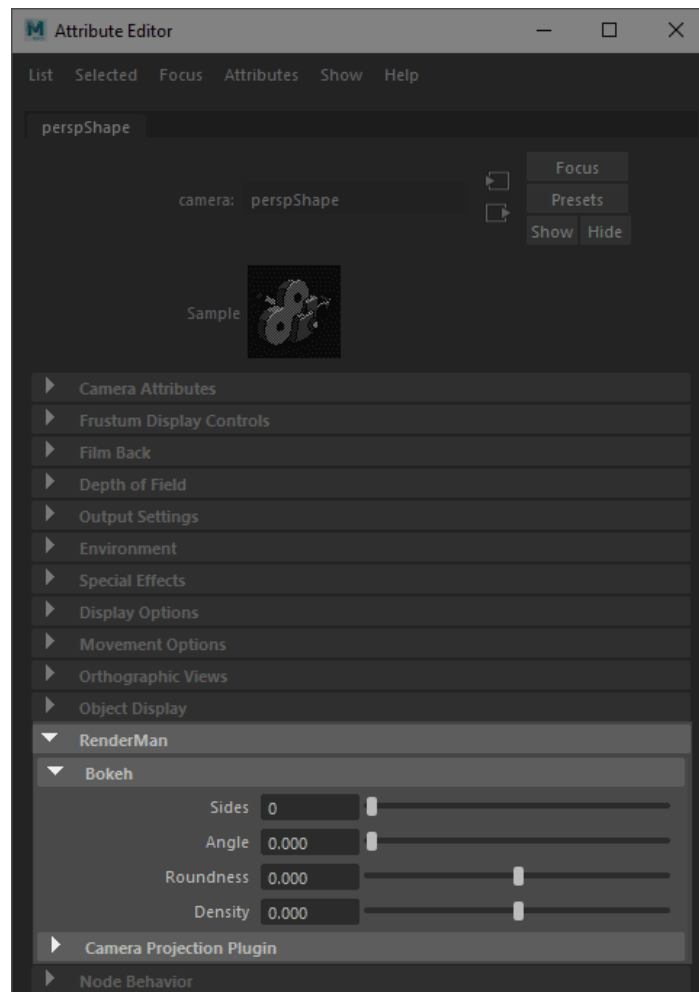 Attribute Editor
List Selected Focus Attributes Show Help
perspShape
Focus
camera: perspShape
Presets
Show Hide
Sample
Camera Attributes
Frustum Display Controls
Film Back
Depth of Field
Output Settings
Environment
Special Effects
Display Options
Movement Options
Orthographic Views
Object Display
RenderMan
Bokeh
Sides 0
Angle 0.000
Roundness 0.000
Density 0.000
Camera Projection Plugin
Node Behavior